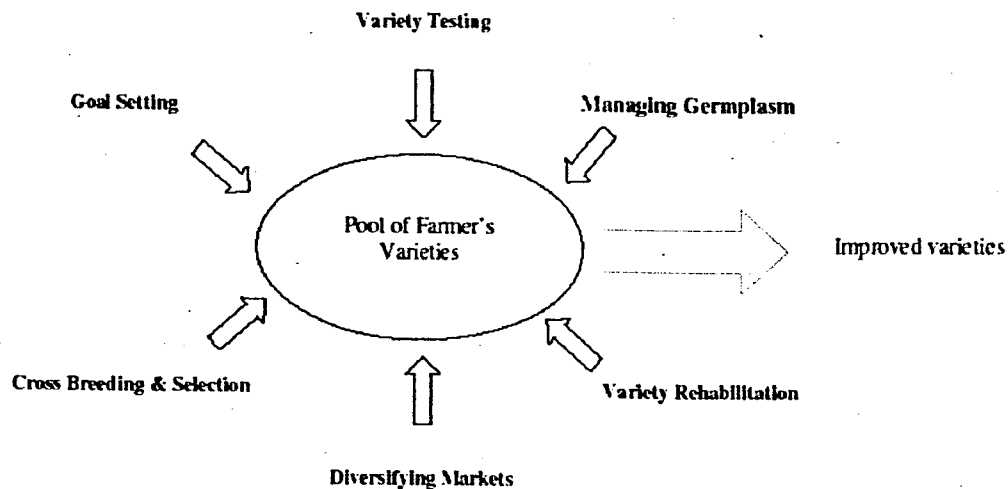 Variety Testing
Goal Setting
Managing Germplasm
Pool of Farmer's
Varieties
Improved varieties
Cross Breeding & Selection
Variety Rehabilitation
Diversifying Markets